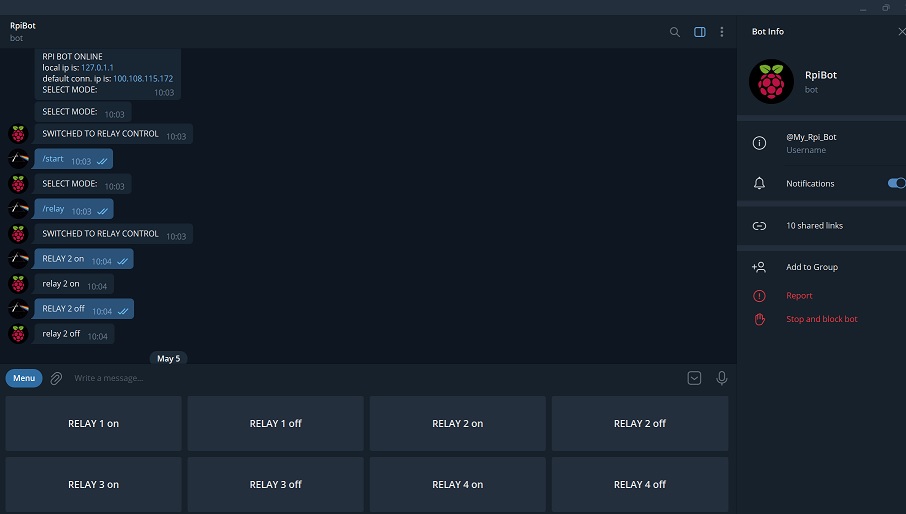 RpiBot
bot
RPI BOT ONLINE
local ip is: 127.0.1.1
default conn. ip is: 100.108.115.172
SELECT MODE: 10:03
SELECT MODE: 10:03
SWITCHED TO RELAY CONTROL 10:03
/start 10:03
SELECT MODE: 10:03
/relay 10:03
SWITCHED TO RELAY CONTROL 10:03
RELAY 2 on 10:04
relay 2 on 10:04
RELAY 2 off 10:04
relay 2 off 10:04
May 5
Menu Write a message...
RELAY 1 on RELAY 1 off RELAY 2 on RELAY 2 off
RELAY 3 on RELAY 3 off RELAY 4 on RELAY 4 off
Bot Info
RpiBot
bot
@My_Rpi_Bot
Username
Notifications
10 shared links
Add to Group
Report
Stop and block bot